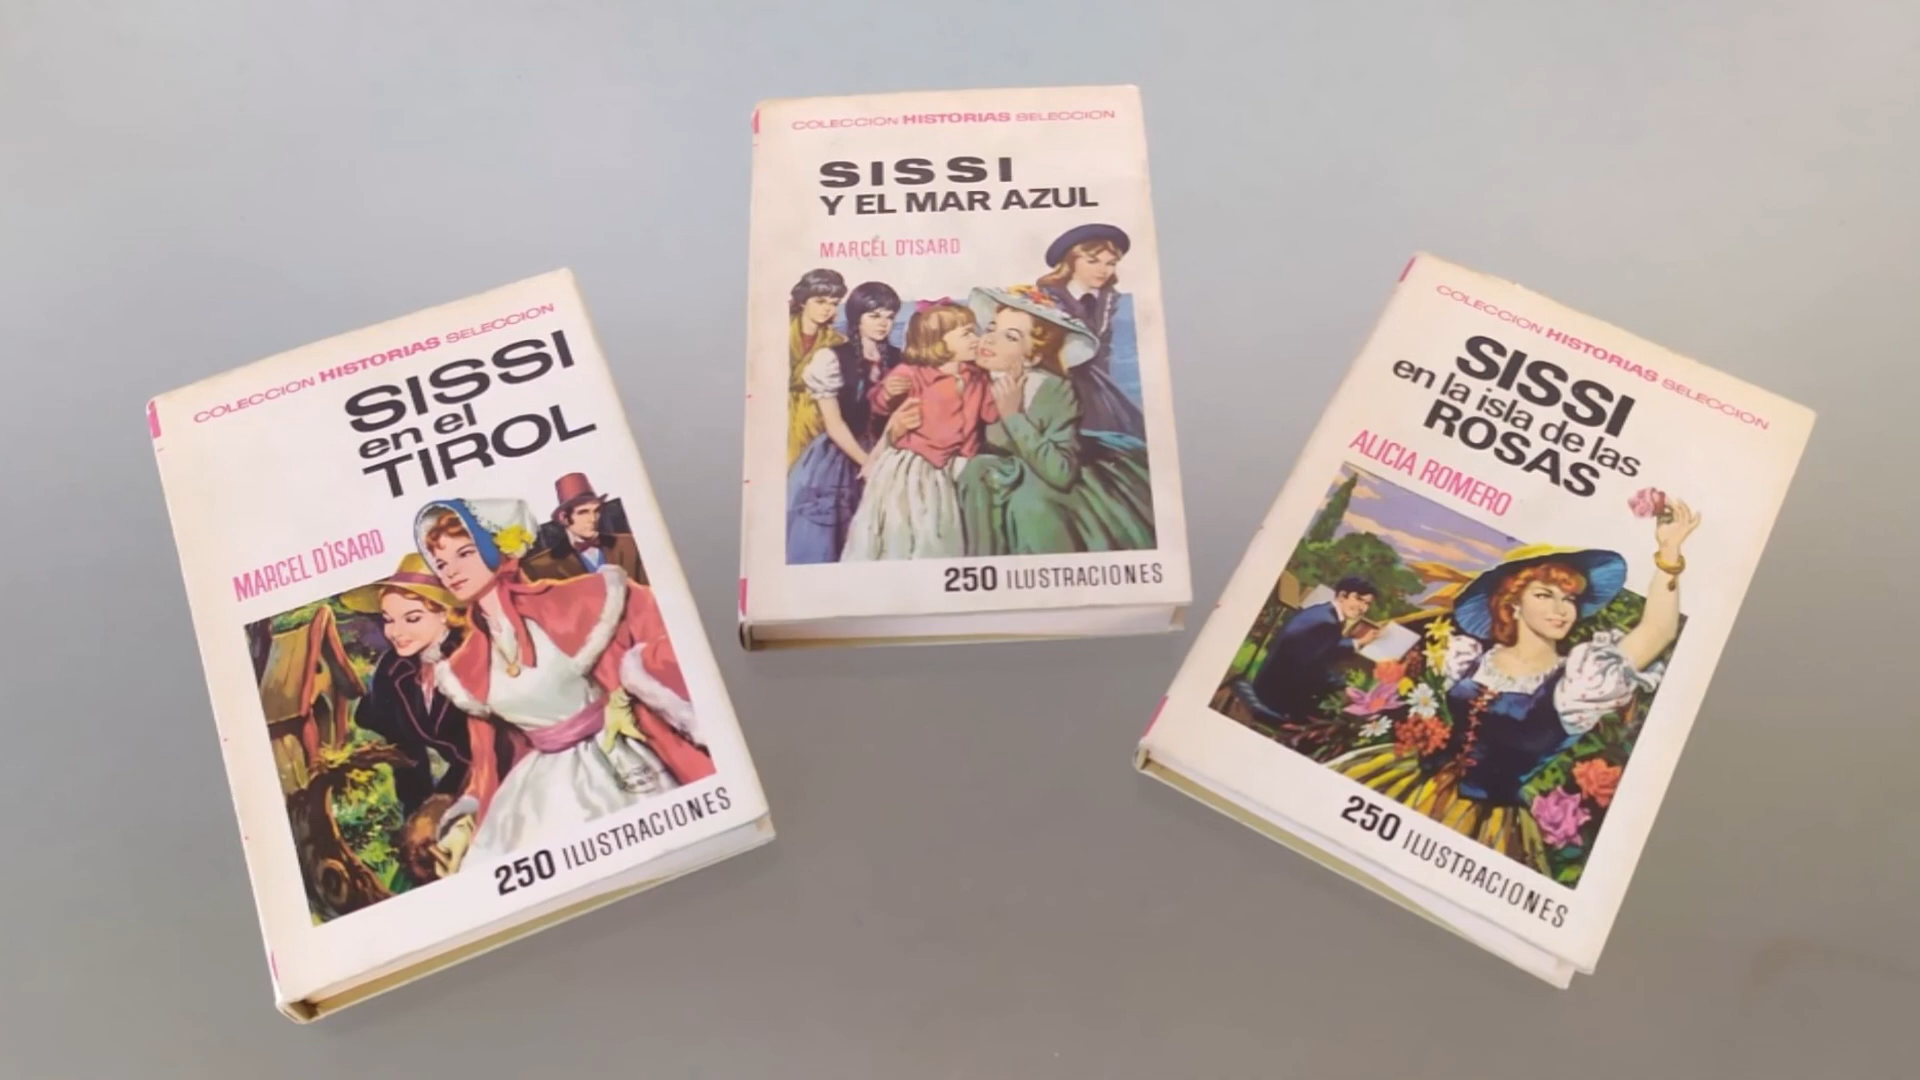 COLECCION HISTORIAS SELECCION
SISSI
en el
TIROL
MARCEL D'ISARD
250 ILUSTRACIONES
COLECCION HISTORIAS SELECCION
SISSI
Y EL MAR AZUL
MARCEL D'ISARD
250 ILUSTRACIONES
COLECCION HISTORIAS SELECCION
SISSI
en la isla de las
ROSAS
ALICIA ROMERO
250 ILUSTRACIONES